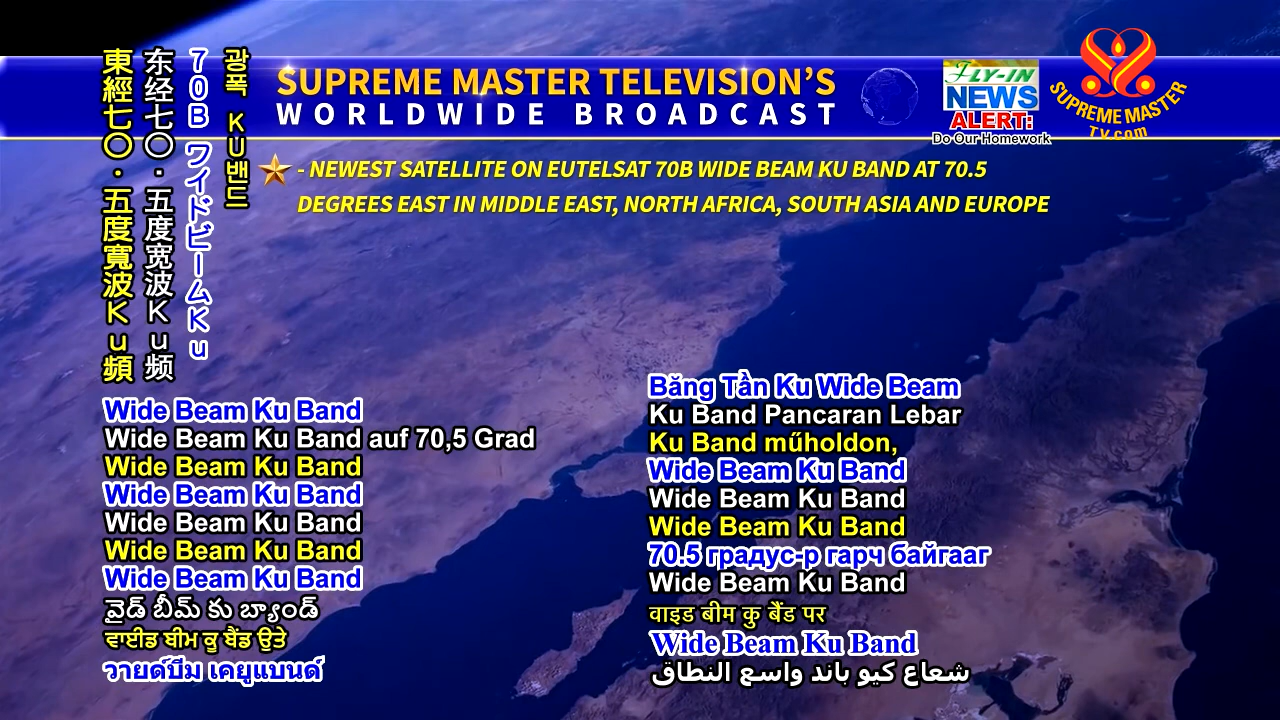 SUPREME MASTER TELEVISION'S
WORLDWIDE BROADCAST
FLY-IN
NEWS
ALERT:
Do Our Homework
SUPREME MASTER
TV.com
- NEWEST SATELLITE ON EUTELSAT 70B WIDE BEAM KU BAND AT 70.5
DEGREES EAST IN MIDDLE EAST, NORTH AFRICA, SOUTH ASIA AND EUROPE
東經七〇．五度寬波Ｋｕ頻
东经七〇．五度宽波Ｋｕ频
７０Ｂ ワイドビームＫｕ
광폭 ＫＵ밴드
Wide Beam Ku Band
Wide Beam Ku Band auf 70,5 Grad
Wide Beam Ku Band
Wide Beam Ku Band
Wide Beam Ku Band
Wide Beam Ku Band
Wide Beam Ku Band
వైడ్ బీమ్ కు బ్యాండ్
ਵਾਈਡ ਬੀਮ ਕੂ ਬੈਂਡ ਉਤੇ
วายด์บีม เคยูแบนด์
Băng Tần Ku Wide Beam
Ku Band Pancaran Lebar
Ku Band műholdon,
Wide Beam Ku Band
Wide Beam Ku Band
Wide Beam Ku Band
70.5 градус-р гарч байгааг
Wide Beam Ku Band
वाइड बीम कु बैंड पर
Wide Beam Ku Band
شعاع كيو باند واسع النطاق